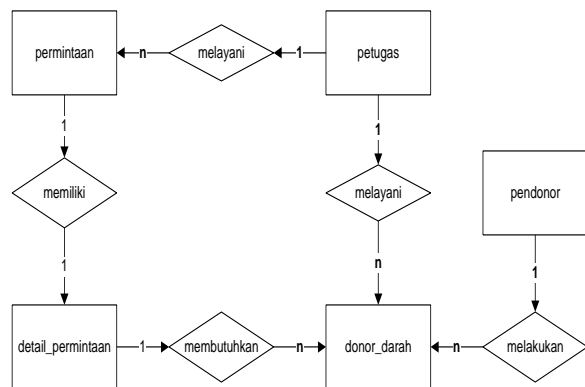 permintaan
n
melayani
1
petugas
1
1
memiliki
melayani
pendonor
1
n
1
detail_permintaan
1
membutuhkan
n
donor_darah
n
melakukan